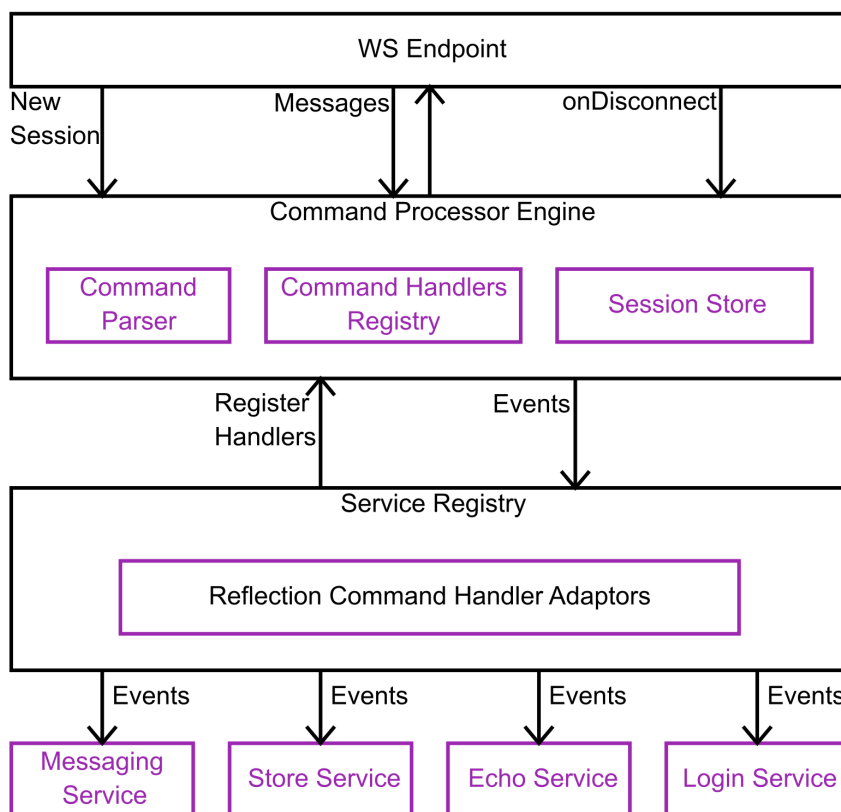 WS Endpoint
New
Session
Messages
onDisconnect
Command Processor Engine
Command
Parser
Command Handlers
Registry
Session Store
Register
Handlers
Events
Service Registry
Reflection Command Handler Adaptors
Events
Events
Events
Events
Messaging
Service
Store Service
Echo Service
Login Service